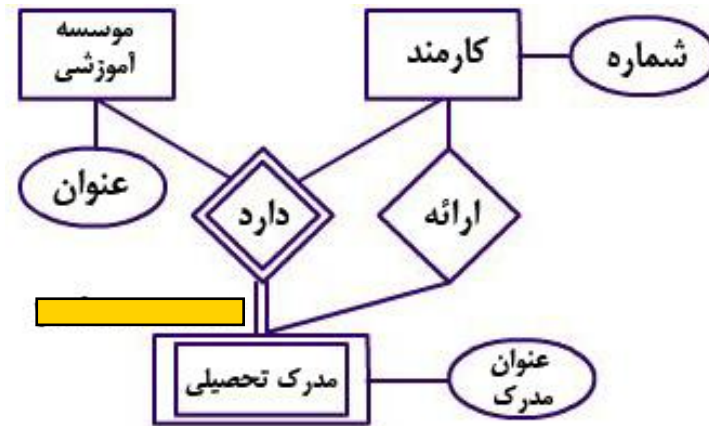 موسسه
آموزشی
کارمند
شماره
عنوان
دارد
ارائه
مدرک تحصیلی
عنوان
مدرک